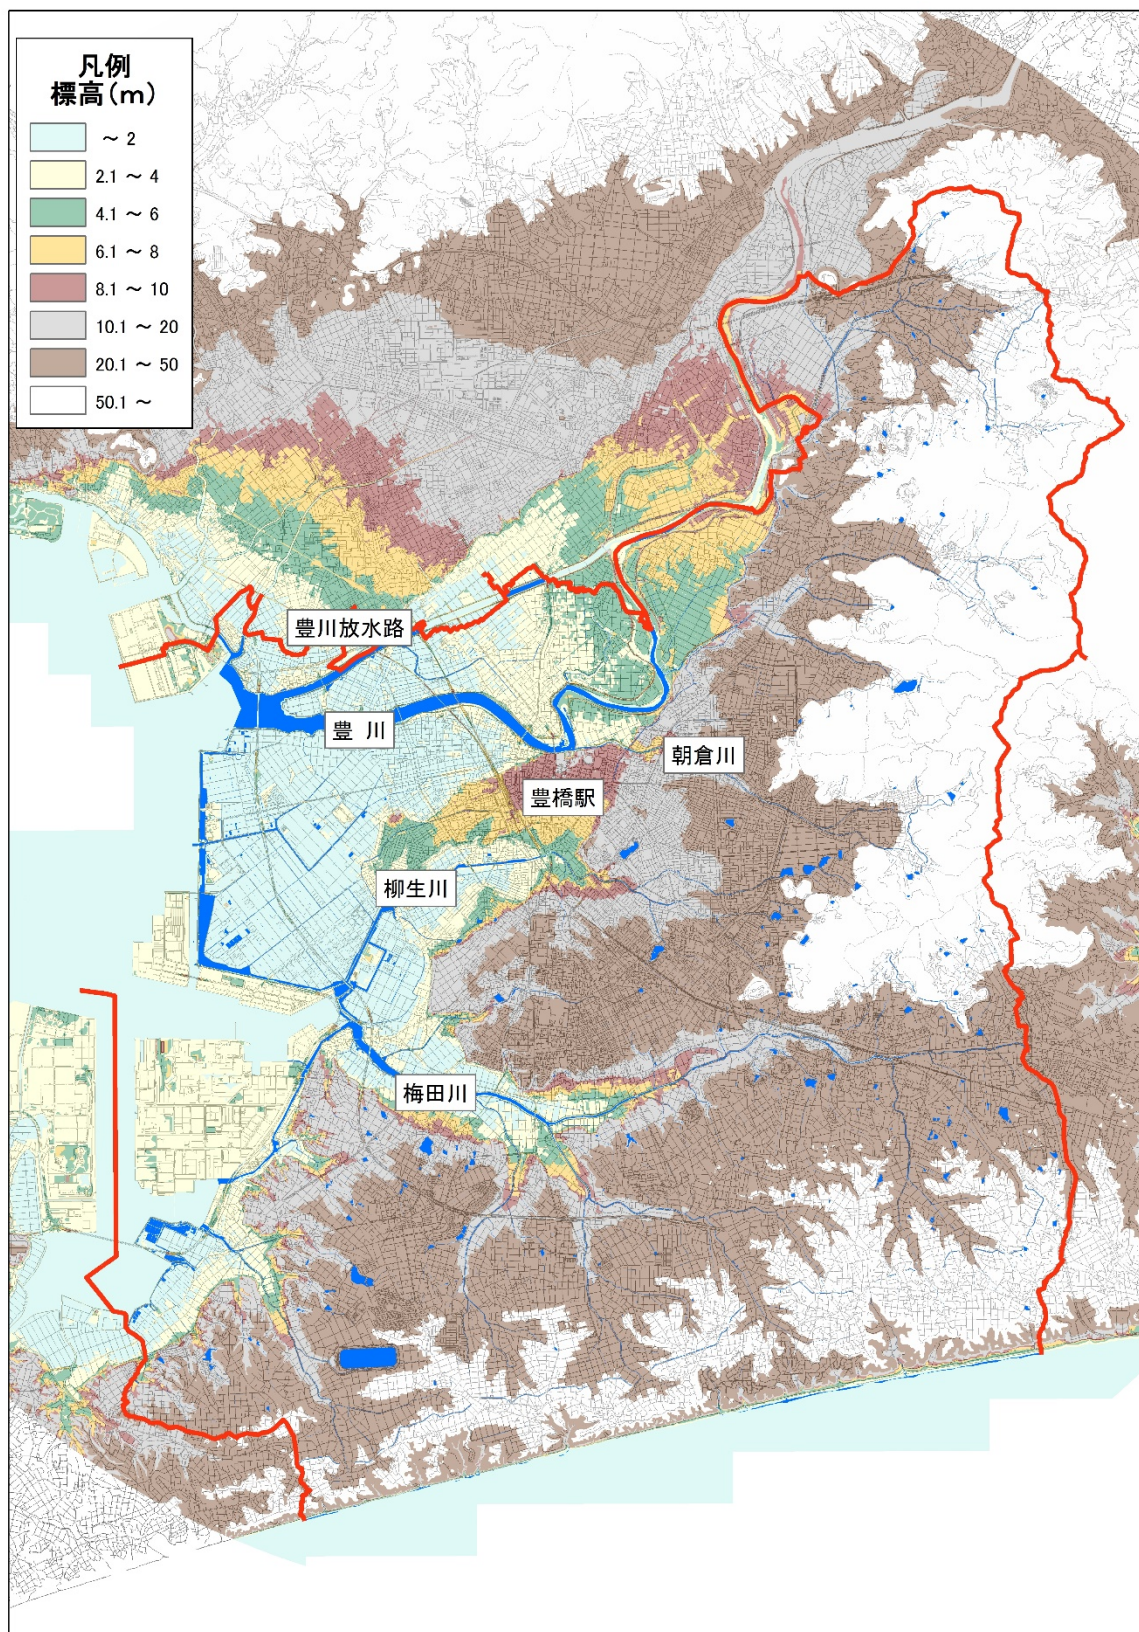 凡例
標高(m)
～ 2
2.1 ～ 4
4.1 ～ 6
6.1 ～ 8
8.1 ～ 10
10.1 ～ 20
20.1 ～ 50
50.1 ～
豊川放水路
豊 川
朝倉川
豊橋駅
柳生川
梅田川